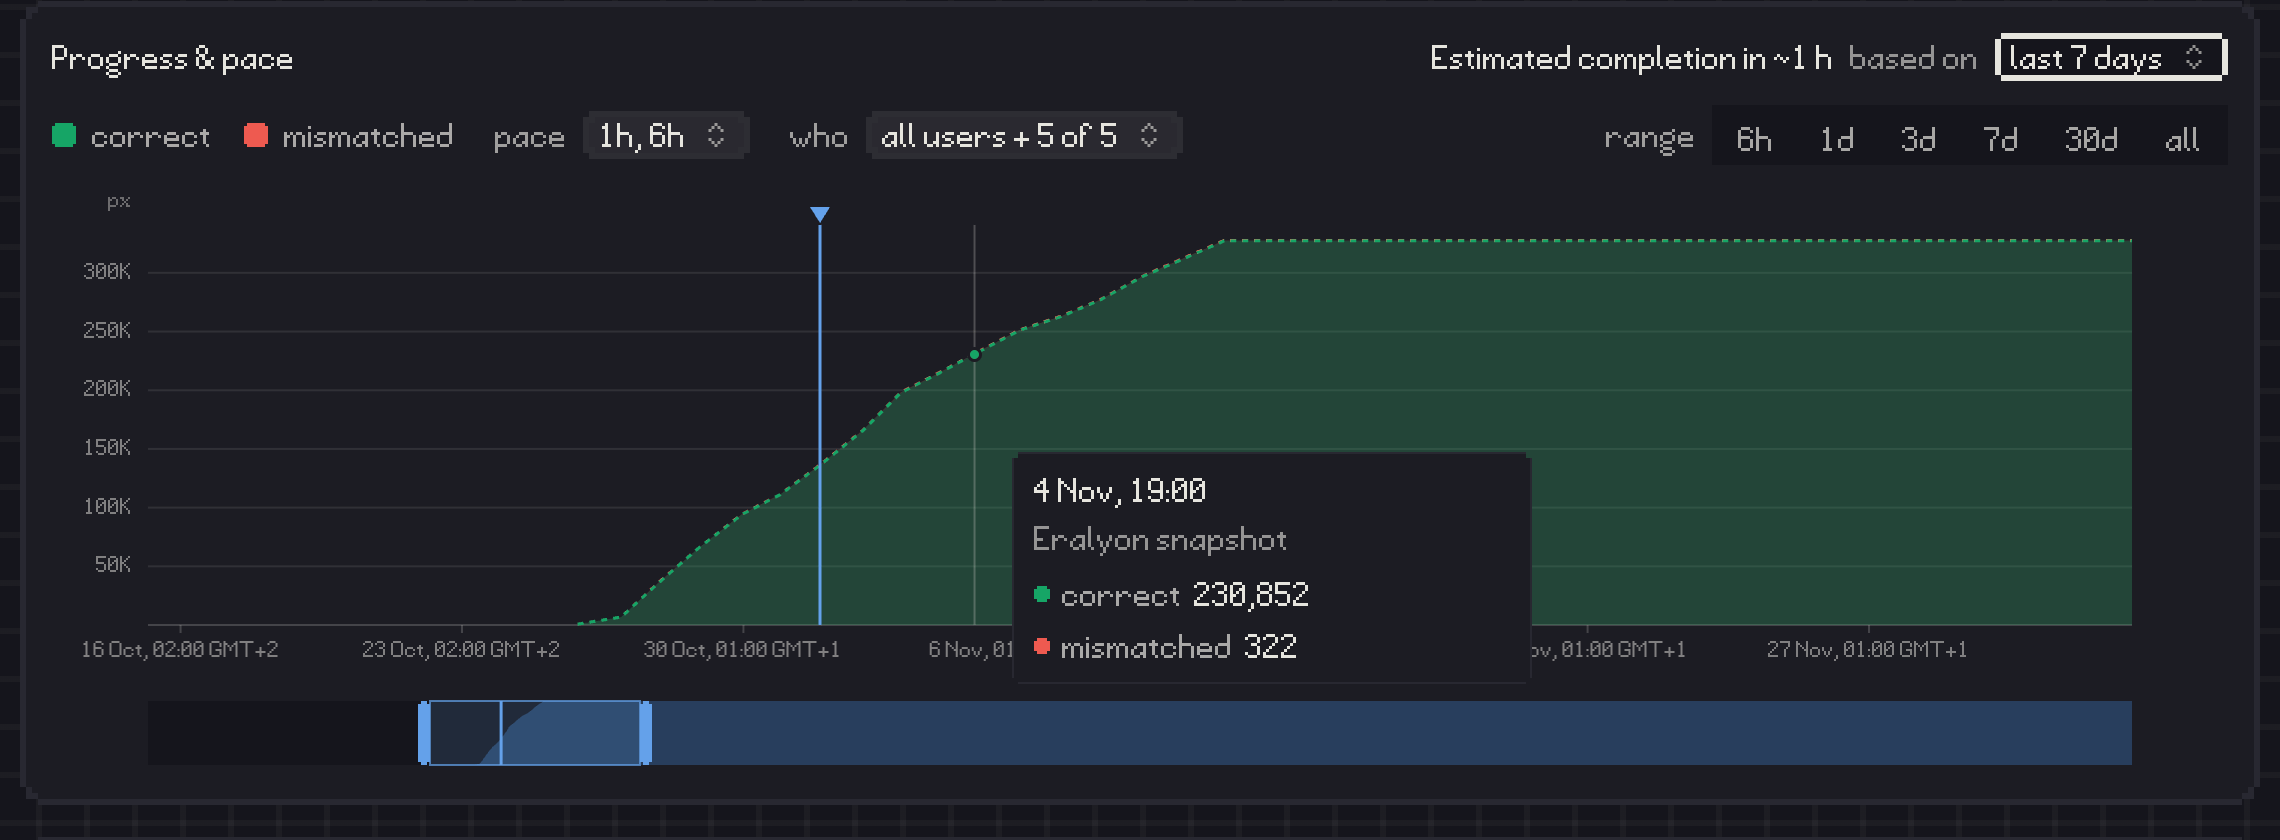 Progress & pace
Estimated completion in ~1 h based on last 7 days
correct mismatched pace 1h, 6h who all users + 5 of 5
range 6h 1d 3d 7d 30d all
px
300K
250K
200K
150K
100K
50K
4 Nov, 19:00
Eralyon snapshot
correct 230,852
mismatched 322
16 Oct, 02:00 GMT+2
23 Oct, 02:00 GMT+2
30 Oct, 01:00 GMT+1
6 Nov, 01
ov, 01:00 GMT+1
27 Nov, 01:00 GMT+1